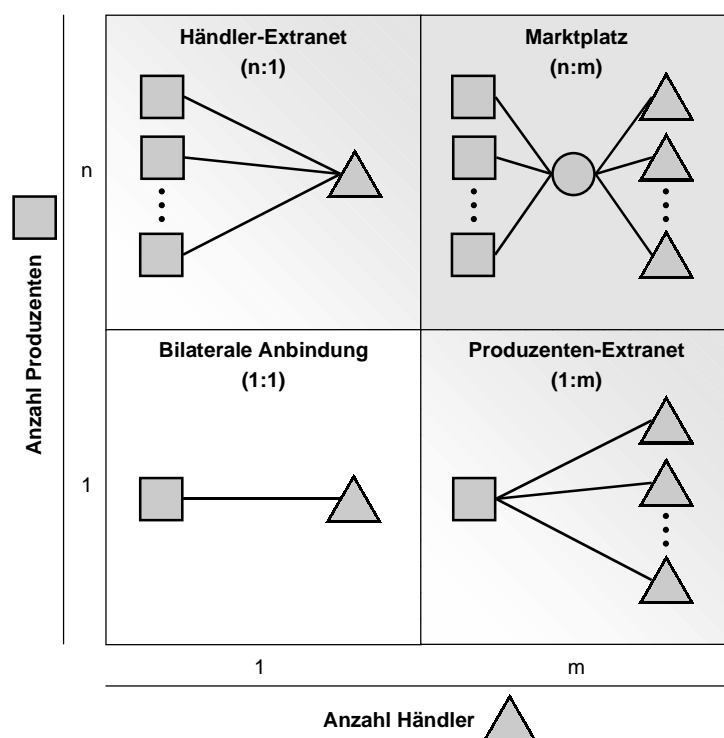 Händler-Extranet
(n:1)
Marktplatz
(n:m)
n
Anzahl Produzenten
Bilaterale Anbindung
(1:1)
Produzenten-Extranet
(1:m)
1
1
m
Anzahl Händler